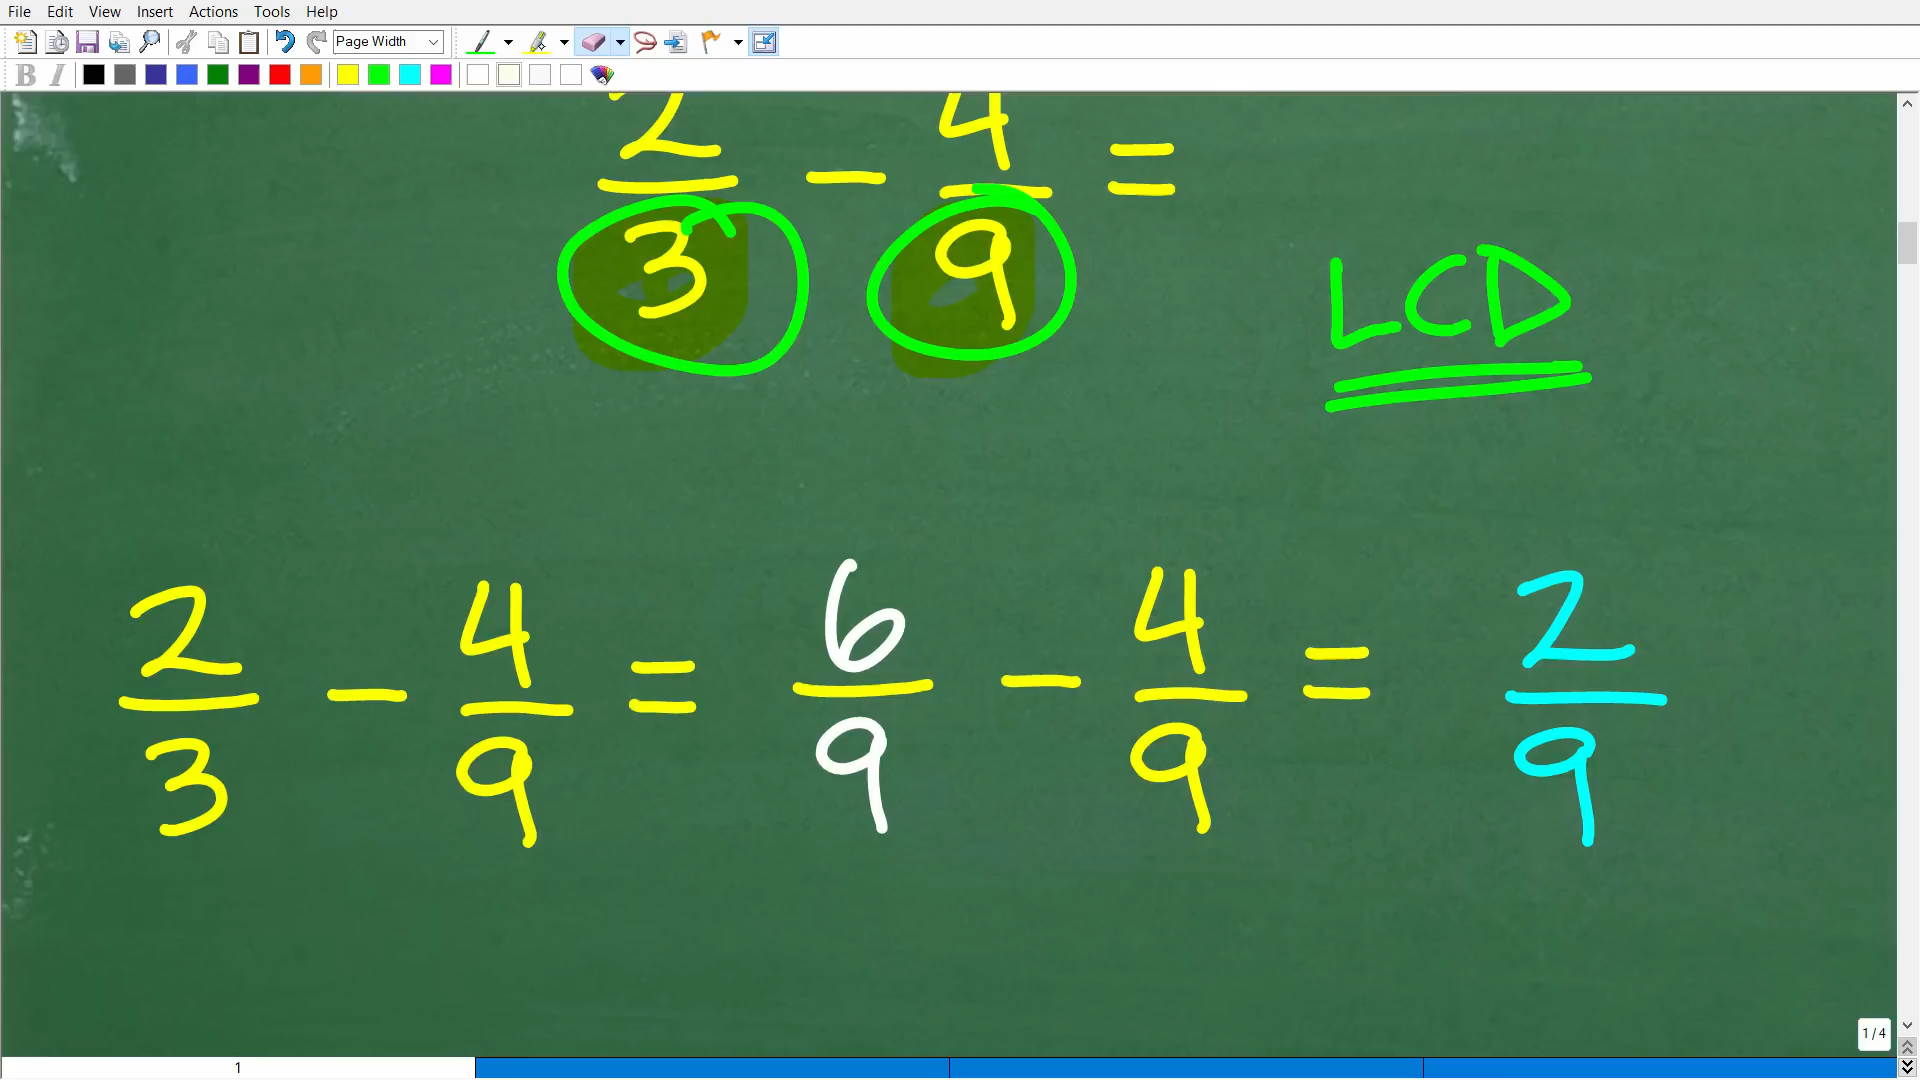 File Edit View Insert Actions Tools Help
Page Width
B I
2/3 - 4/9 =
LCD
2/3 - 4/9 = 6/9 - 4/9 = 2/9
1 / 4
1